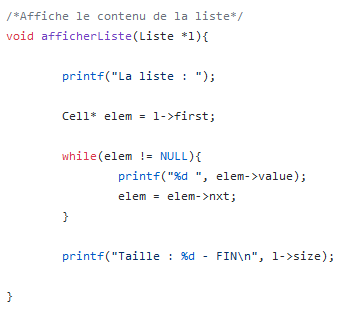 /*Affiche le contenu de la liste*/
void afficherListe(Liste *l){
printf("La liste : ");
Cell* elem = l->first;
while(elem != NULL){
printf("%d ", elem->value);
elem = elem->nxt;
}
printf("Taille : %d - FIN\n", l->size);
}